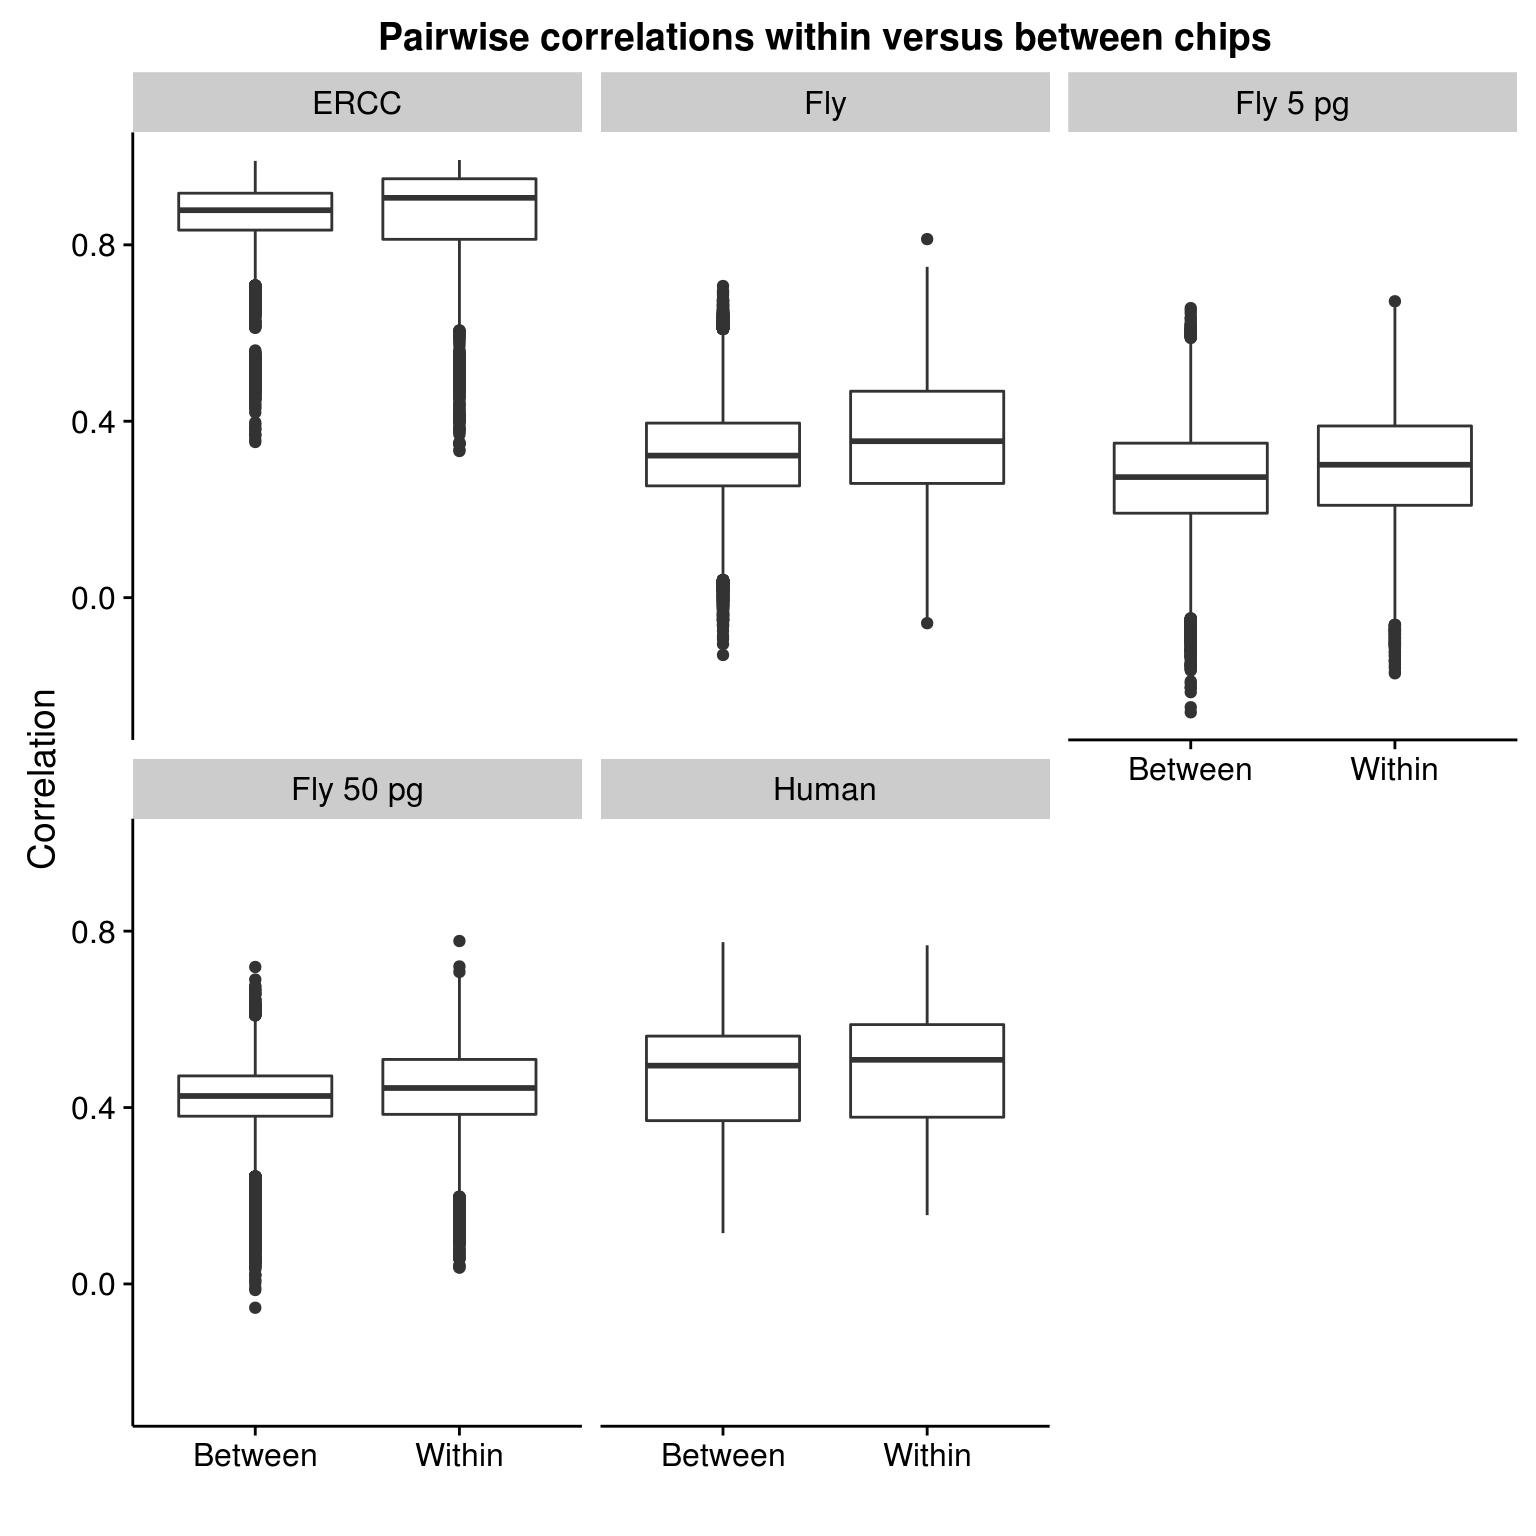 Pairwise correlations within versus between chips
ERCC
Fly
Fly 5 pg
0.8
0.4
0.0
Between
Within
Correlation
Fly 50 pg
Human
0.8
0.4
0.0
Between
Within
Between
Within